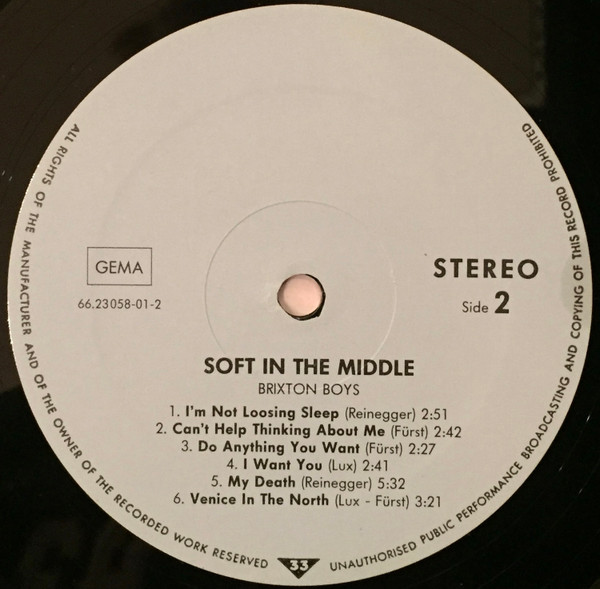 ALL RIGHTS OF THE MANUFACTURER AND OF THE OWNER OF THE RECORDED WORK RESERVED
UNAUTHORISED PUBLIC PERFORMANCE BROADCASTING AND COPYING OF THIS RECORD PROHIBITED
GEMA
66.23058-01-2
STEREO
Side 2
SOFT IN THE MIDDLE
BRIXTON BOYS
1. I'm Not Loosing Sleep (Reinegger) 2:51
2. Can't Help Thinking About Me (Fürst) 2:42
3. Do Anything You Want (Fürst) 2:27
4. I Want You (Lux) 2:41
5. My Death (Reinegger) 5:32
6. Venice In The North (Lux - Fürst) 3:21
33